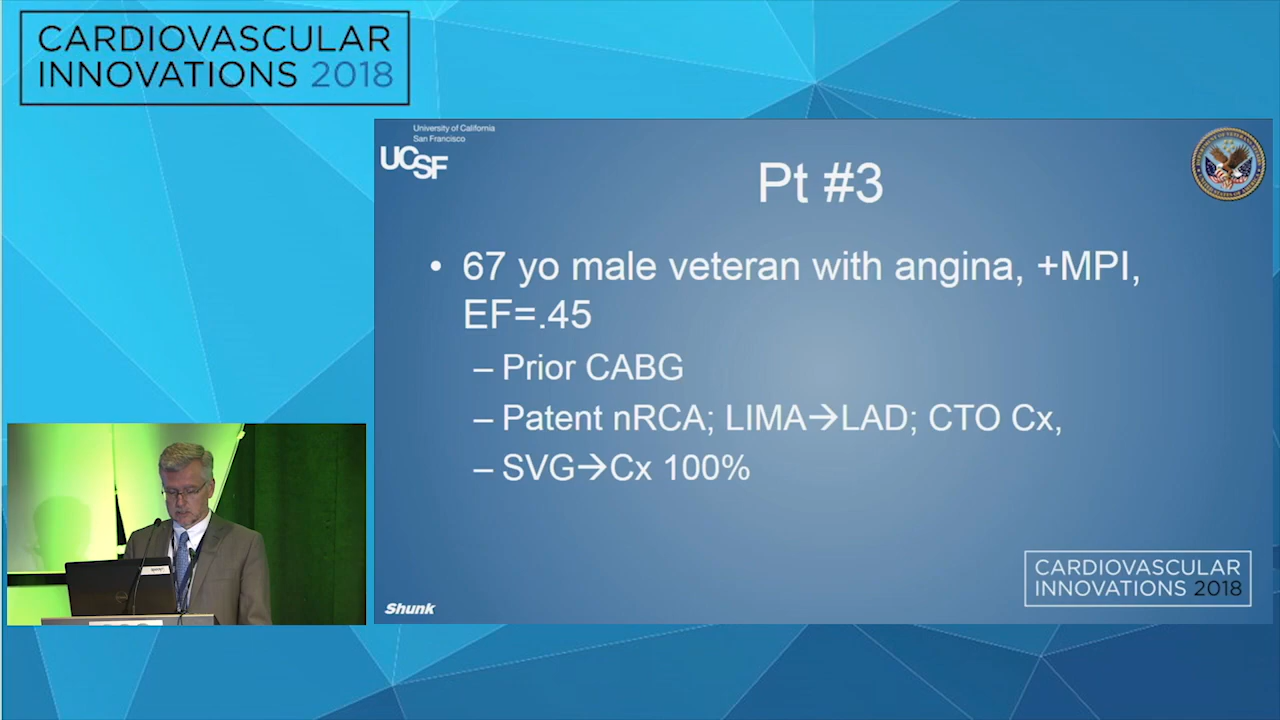 CARDIOVASCULAR
INNOVATIONS 2018
University of California
San Francisco
UCSF
Pt #3
• 67 yo male veteran with angina, +MPI,
EF=.45
– Prior CABG
– Patent nRCA; LIMA→LAD; CTO Cx,
– SVG→Cx 100%
CARDIOVASCULAR
INNOVATIONS 2018
Shunk